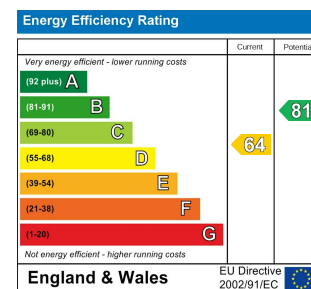 Energy Efficiency Rating
Current Potentia
Very energy efficient - lower running costs
(92 plus) A
(81-91) B
(69-80) C
(55-68) D
(39-54) E
(21-38) F
(1-20) G
64
81
Not energy efficient - higher running costs
England & Wales
EU Directive
2002/91/EC